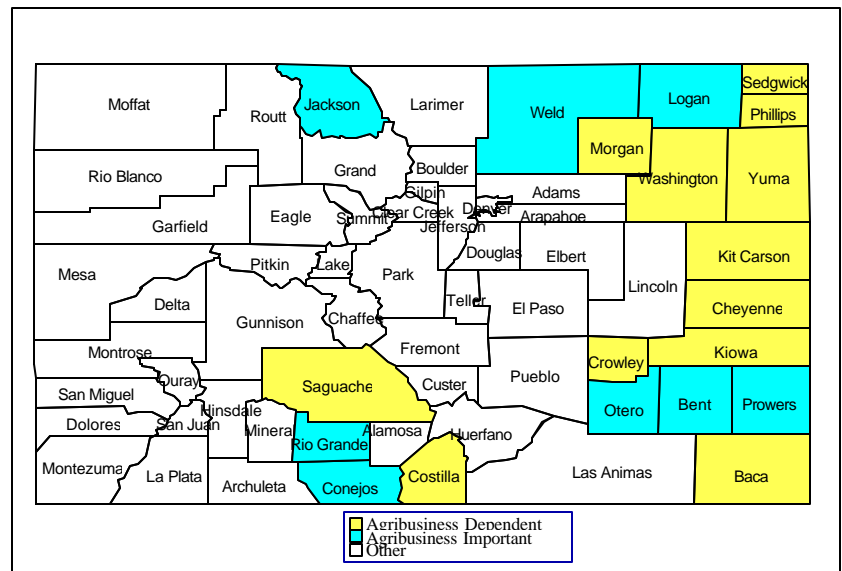 Sedgwick
Moffat Jackson Larimer Logan
Routt Weld Phillips
Morgan
Rio Blanco Grand Boulder Washington Yuma
Gilpin Adams
Eagle Summit Clear Creek Denver Arapahoe
Garfield Jefferson
Douglas Elbert Kit Carson
Mesa Pitkin Lake Park
Lincoln
Delta Teller El Paso Cheyenne
Gunnison Chaffee
Montrose Fremont Kiowa
Crowley
Ouray Saguache Custer Pueblo
San Miguel
Hinsdale Otero Bent Prowers
Dolores San Juan Mineral Alamosa Huerfano
Rio Grande
Montezuma La Plata Costilla Las Animas Baca
Archuleta Conejos
Agribusiness Dependent
Agribusiness Important
Other